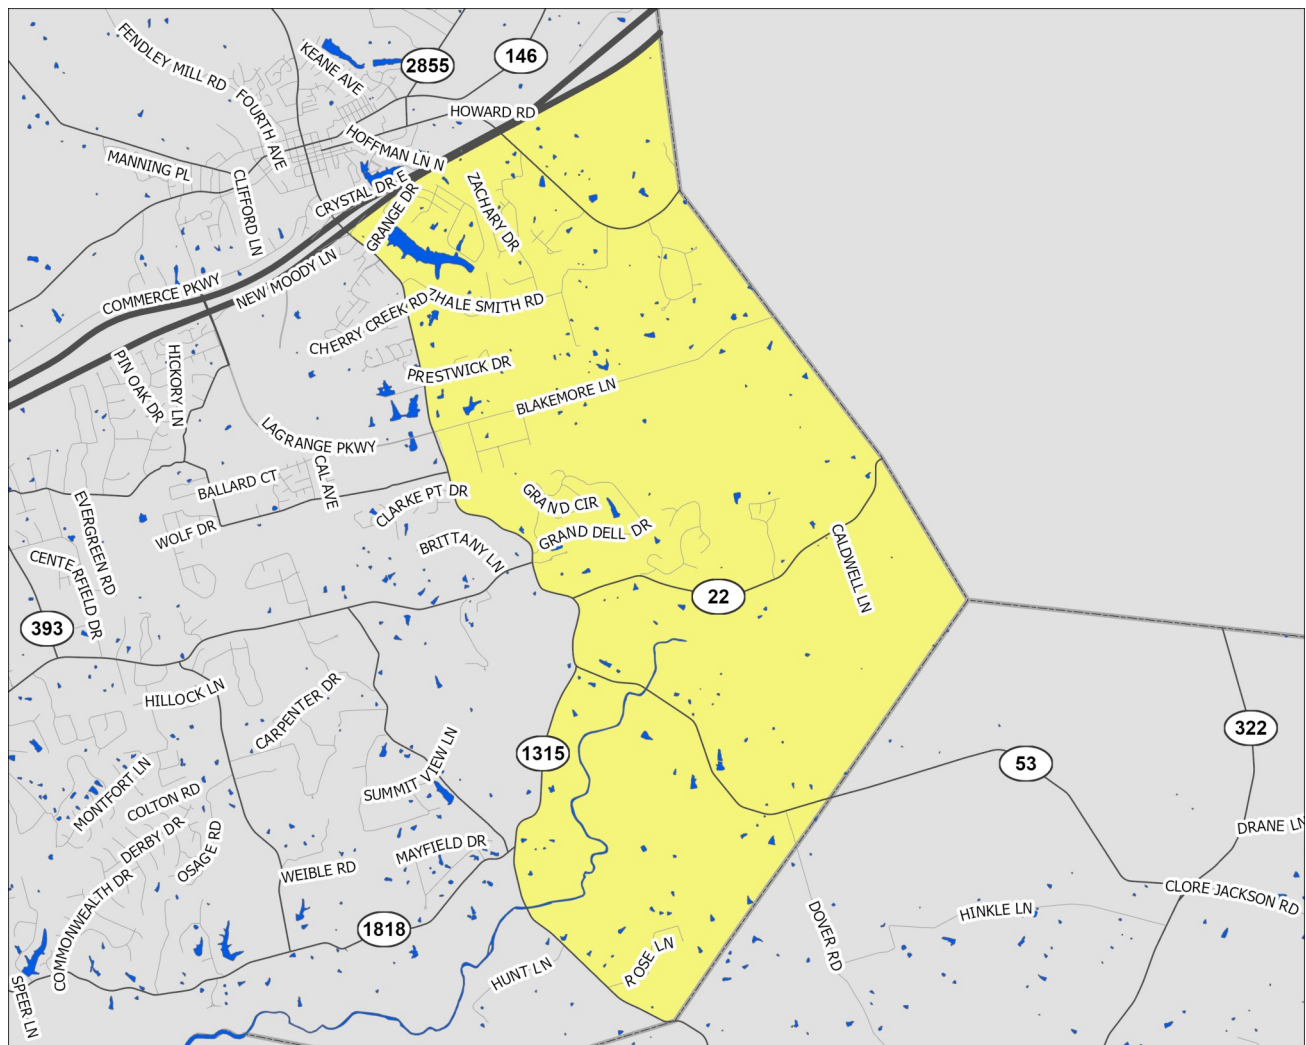 FENDLEY MILL RD
KEANE AVE
2855
146
HOWARD RD
FOURTH AVE
HOFFMAN LN N
MANNING PL
CLIFFORD LN
CRYSTAL DR E
GRANGE DR
ZACHARY DR
COMMERCE PKWY
NEW MOODY LN
ZHALE SMITH RD
CHERRY CREEK RD
PIN OAK DR
HICKORY LN
PRESTWICK DR
BLAKEMORE LN
LAGRANGE PKWY
BALLARD CT
CAL AVE
CLARKE PT DR
GRAND CIR
GRAND DELL DR
EVERGREEN RD
WOLF DR
BRITTANY LN
CALDWELL LN
CENTERFIELD DR
22
393
HILLOCK LN
CARPENTER DR
322
1315
53
SUMMIT VIEW LN
MONTFORT LN
COLTON RD
DERBY DR
OSAGE RD
DRANE LN
MAYFIELD DR
WEIBLE RD
COMMONWEALTH DR
CLORE JACKSON RD
HINKLE LN
DOVER RD
1818
ROSE LN
HUNT LN
SPEER LN